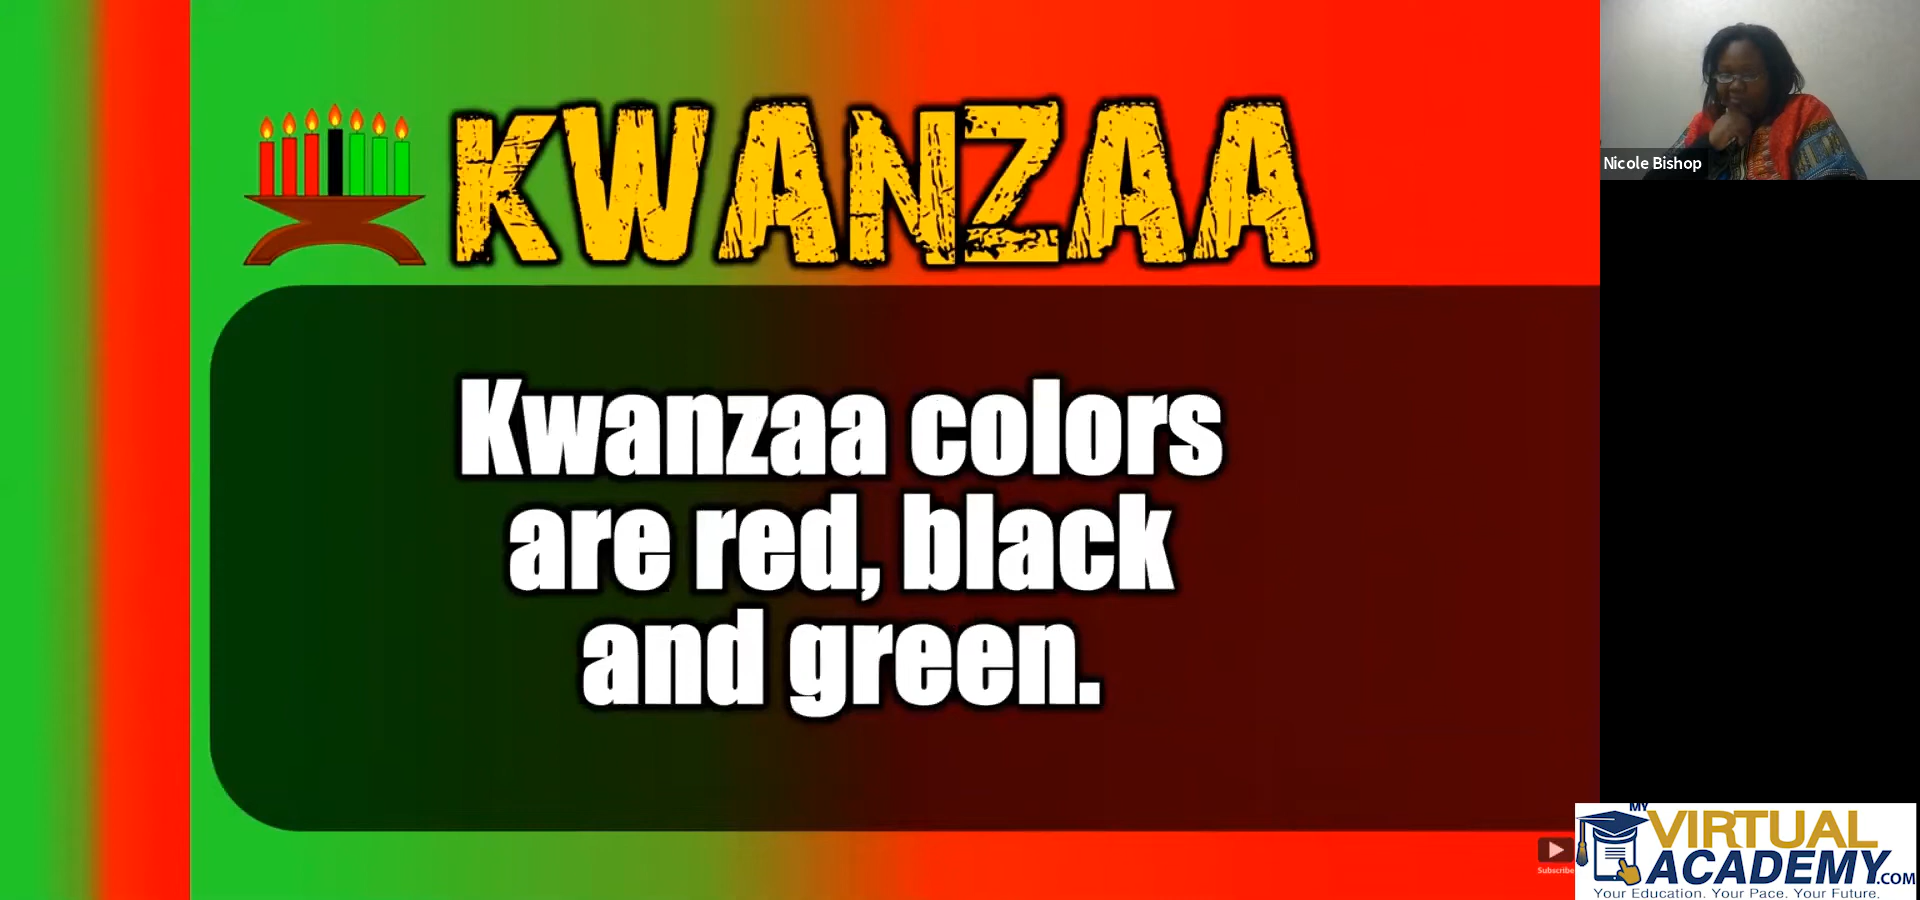 KWANZAA
Kwanzaa colors
are red, black
and green.
Nicole Bishop
Subscribe
MY
VIRTUAL
ACADEMY.COM
Your Education. Your Pace. Your Future.